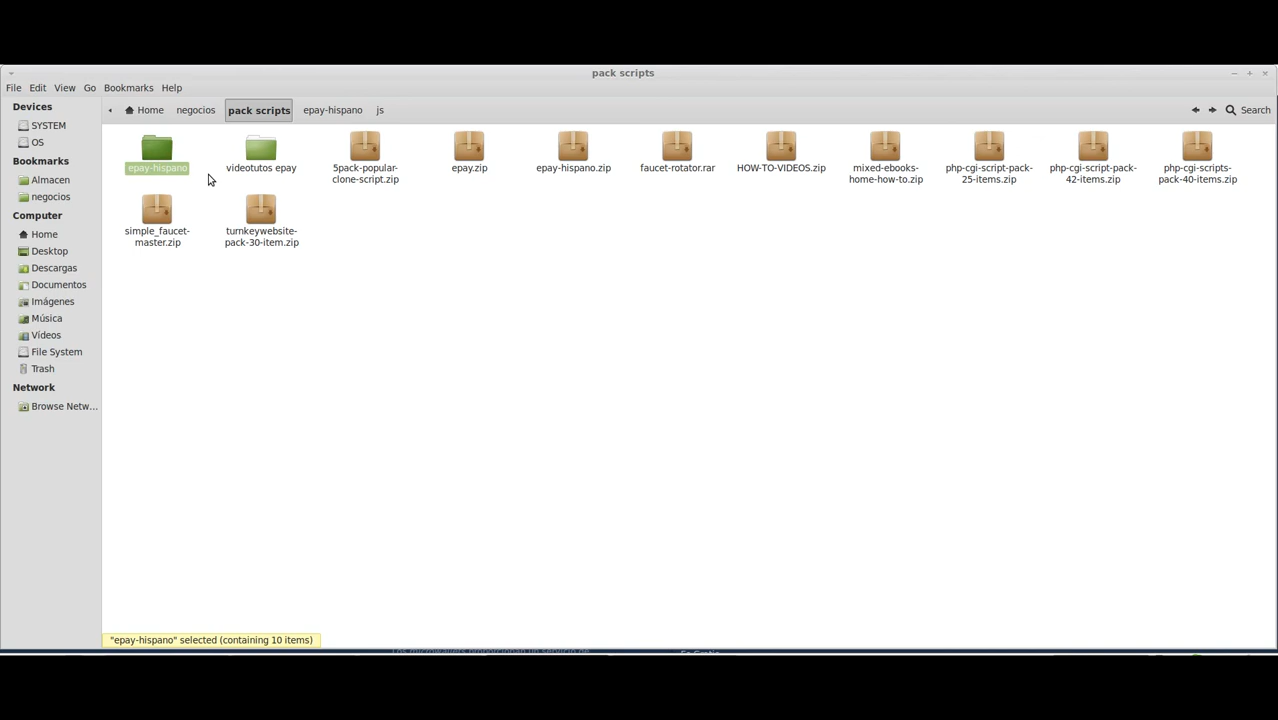 pack scripts
File Edit View Go Bookmarks Help
Devices
SYSTEM
OS
Bookmarks
Almacen
negocios
Computer
Home
Desktop
Descargas
Documentos
Imágenes
Música
Vídeos
File System
Trash
Network
Browse Netw...
Home negocios pack scripts epay-hispano js Search
epay-hispano
videotutos epay
5pack-popular-
clone-script.zip
epay.zip
epay-hispano.zip
faucet-rotator.rar
HOW-TO-VIDEOS.zip
mixed-ebooks-
home-how-to.zip
php-cgi-script-pack-
25-items.zip
php-cgi-script-pack-
42-items.zip
php-cgi-scripts-
pack-40-items.zip
simple_faucet-
master.zip
turnkeywebsite-
pack-30-item.zip
"epay-hispano" selected (containing 10 items)